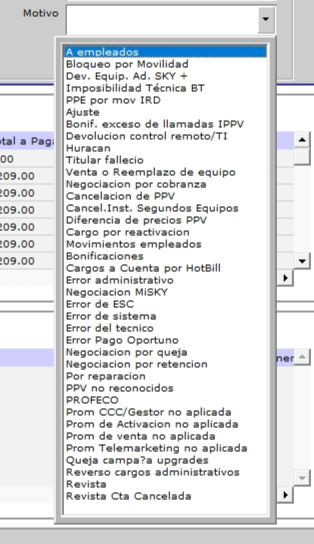 Motivo
A empleados
Bloqueo por Movilidad
Dev. Equip. Ad. SKY +
Imposibilidad Técnica BT
PPE por mov IRD
Ajuste
Bonif. exceso de llamadas IPPV
Devolucion control remoto/TI
Huracan
Titular fallecio
Venta o Reemplazo de equipo
Negociacion por cobranza
Cancelacion de PPV
Cancel.Inst. Segundos Equipos
Diferencia de precios PPV
Cargo por reactivacion
Movimientos empleados
Bonificaciones
Cargos a Cuenta por HotBill
Error administrativo
Negociacion MiSKY
Error de ESC
Error de sistema
Error del tecnico
Error Pago Oportuno
Negociacion por queja
Negociacion por retencion
Por reparacion
PPV no reconocidos
PROFECO
Prom CCC/Gestor no aplicada
Prom de Activacion no aplicada
Prom de venta no aplicada
Prom Telemarketing no aplicada
Queja campa?a upgrades
Reverso cargos administrativos
Revista
Revista Cta Cancelada
tal a Pag
00
209.00
209.00
209.00
209.00
209.00
209.00
ner